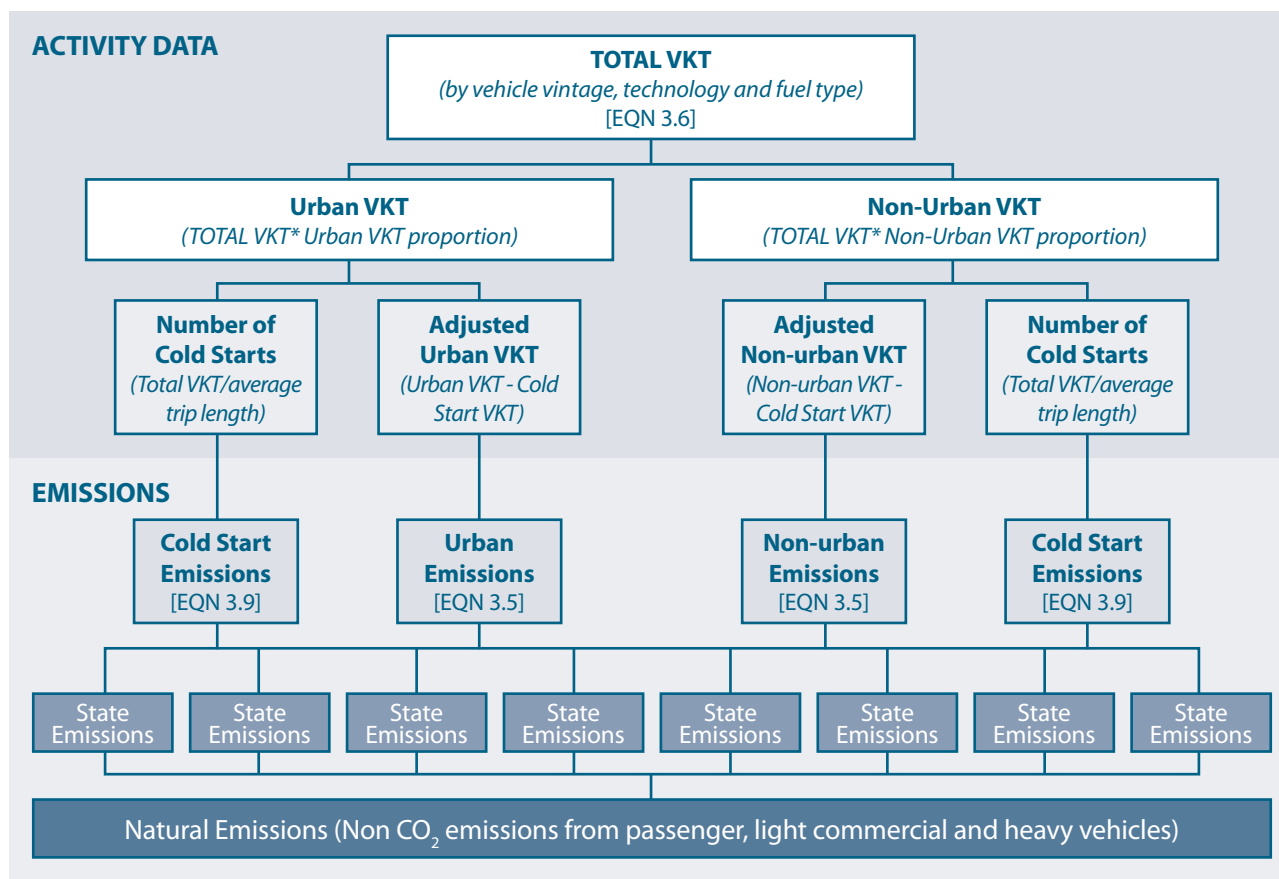 ACTIVITY DATA
TOTAL VKT
(by vehicle vintage, technology and fuel type)
[EQN 3.6]
Urban VKT
(TOTAL VKT* Urban VKT proportion)
Non-Urban VKT
(TOTAL VKT* Non-Urban VKT proportion)
Number of
Cold Starts
(Total VKT/average
trip length)
Adjusted
Urban VKT
(Urban VKT - Cold
Start VKT)
Adjusted
Non-urban VKT
(Non-urban VKT -
Cold Start VKT)
Number of
Cold Starts
(Total VKT/average
trip length)
EMISSIONS
Cold Start
Emissions
[EQN 3.9]
Urban
Emissions
[EQN 3.5]
Non-urban
Emissions
[EQN 3.5]
Cold Start
Emissions
[EQN 3.9]
State
Emissions
State
Emissions
State
Emissions
State
Emissions
State
Emissions
State
Emissions
State
Emissions
State
Emissions
Natural Emissions (Non CO₂ emissions from passenger, light commercial and heavy vehicles)